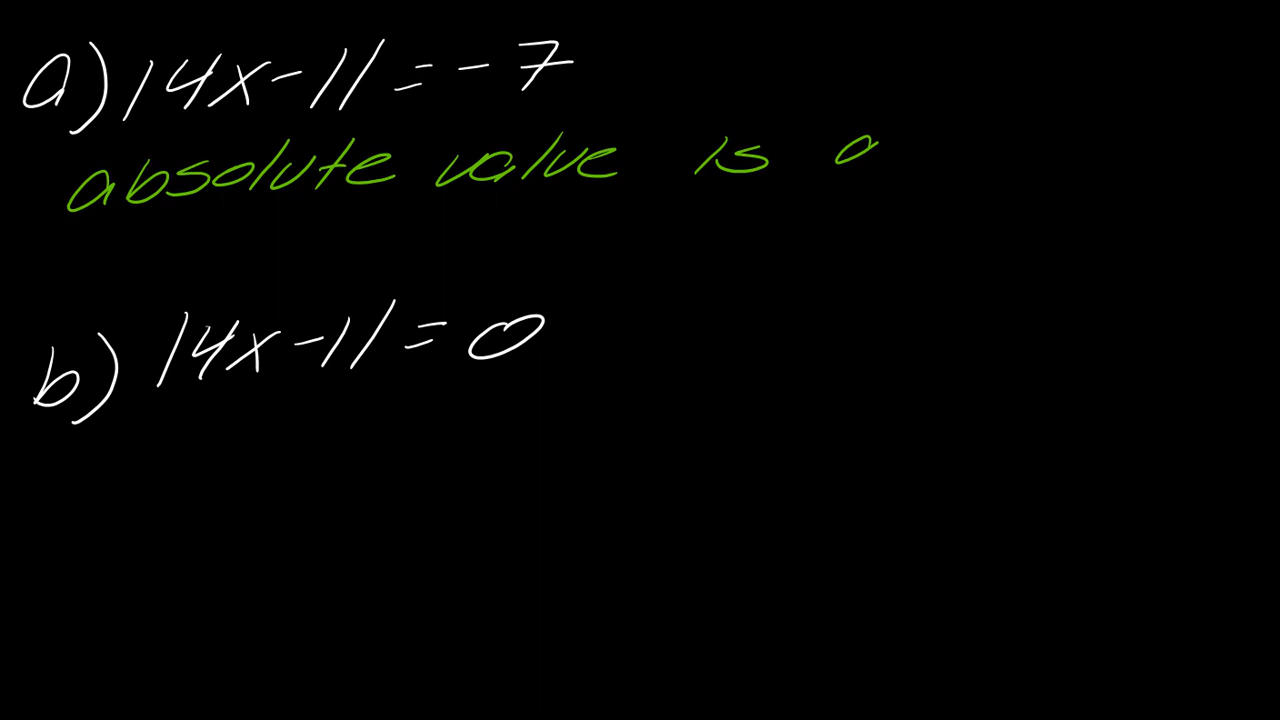 a) |4x-1|=-7
absolute value is a
b) |4x-1|=0